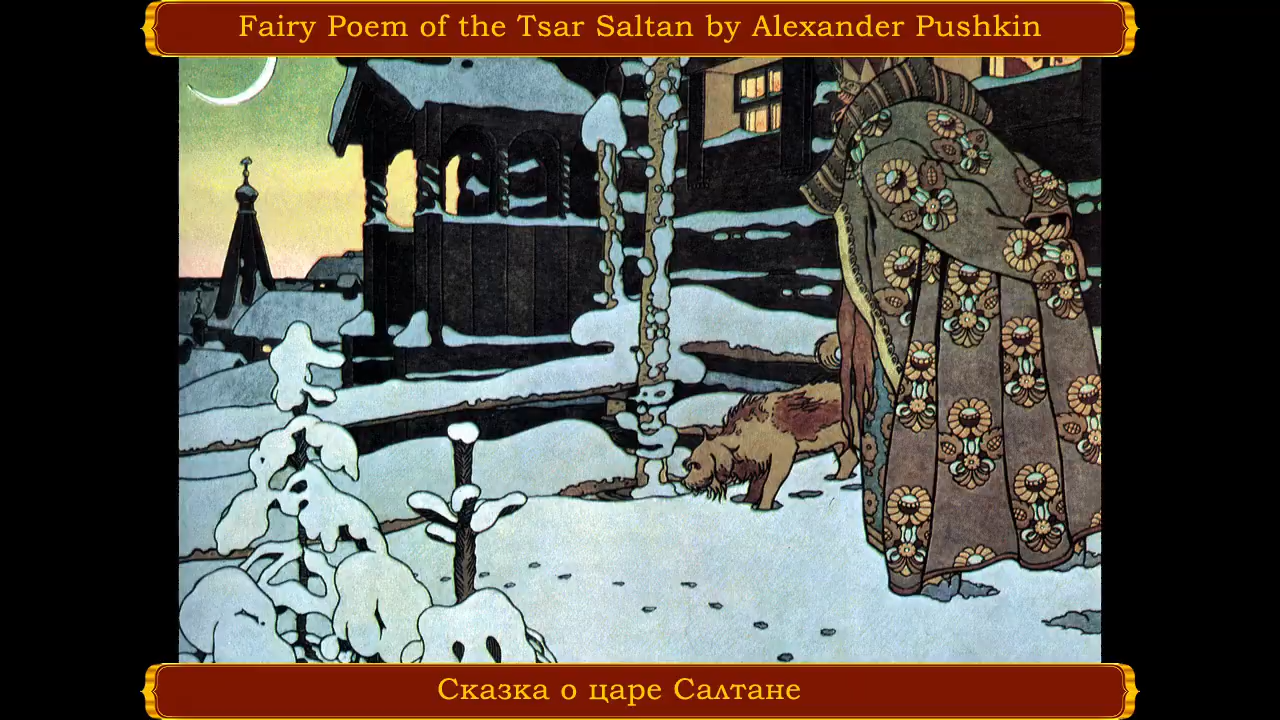 Fairy Poem of the Tsar Saltan by Alexander Pushkin
Сказка о царе Салтане